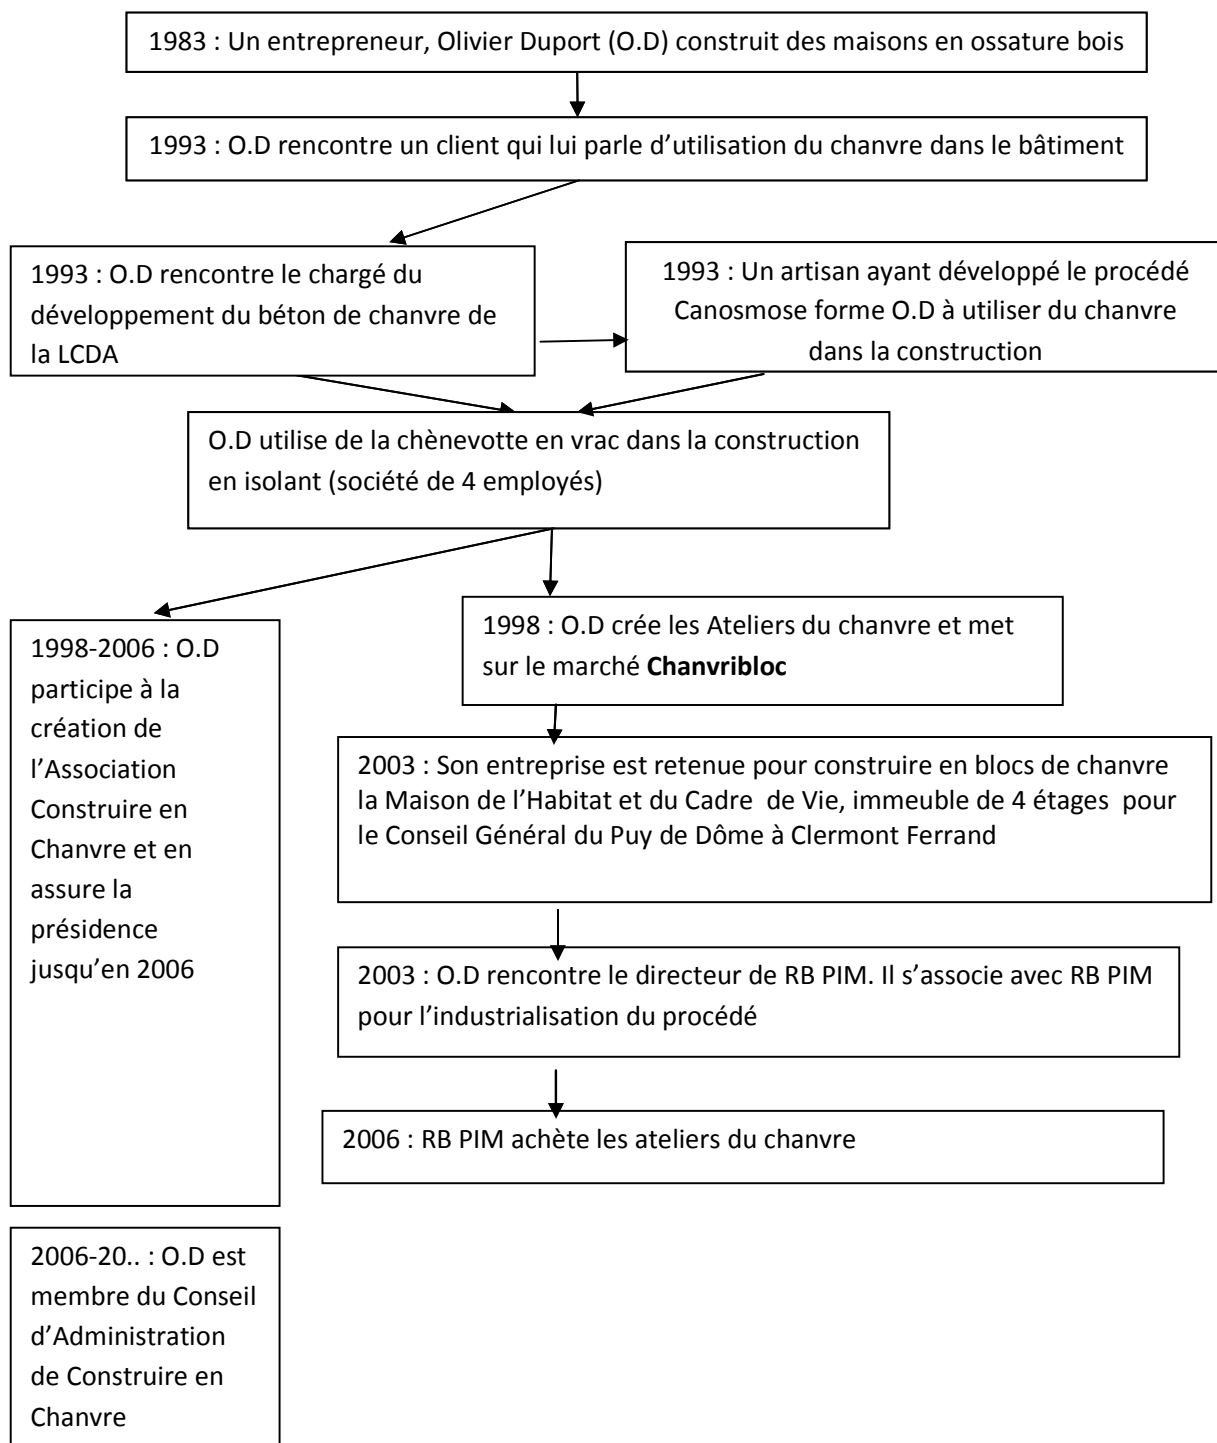 1983 : Un entrepreneur, Olivier Duport (O.D) construit des maisons en ossature bois
1993 : O.D rencontre un client qui lui parle d’utilisation du chanvre dans le bâtiment
1993 : O.D rencontre le chargé du
développement du béton de chanvre de
la LCDA
1993 : Un artisan ayant développé le procédé
Canosmose forme O.D à utiliser du chanvre
dans la construction
O.D utilise de la chènevotte en vrac dans la construction
en isolant (société de 4 employés)
1998-2006 : O.D
participe à la
création de
l’Association
Construire en
Chanvre et en
assure la
présidence
jusqu’en 2006
1998 : O.D crée les Ateliers du chanvre et met
sur le marché Chanvribloc
2003 : Son entreprise est retenue pour construire en blocs de chanvre
la Maison de l’Habitat et du Cadre de Vie, immeuble de 4 étages pour
le Conseil Général du Puy de Dôme à Clermont Ferrand
2003 : O.D rencontre le directeur de RB PIM. Il s’associe avec RB PIM
pour l’industrialisation du procédé
2006 : RB PIM achète les ateliers du chanvre
2006-20.. : O.D est
membre du Conseil
d’Administration
de Construire en
Chanvre